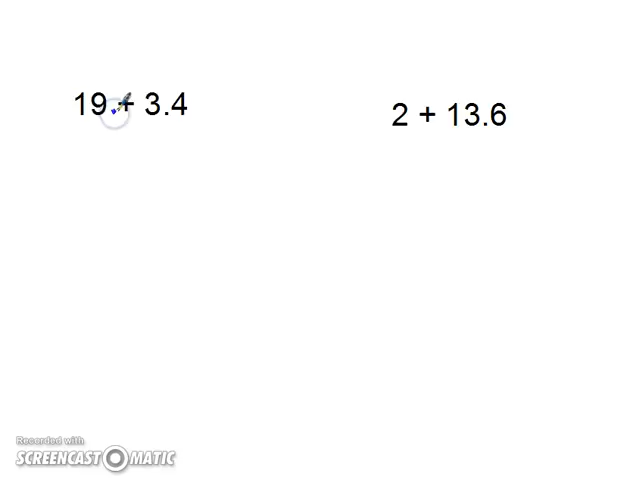 19 + 3.4
2 + 13.6
Recorded with
SCREENCAST MATIC